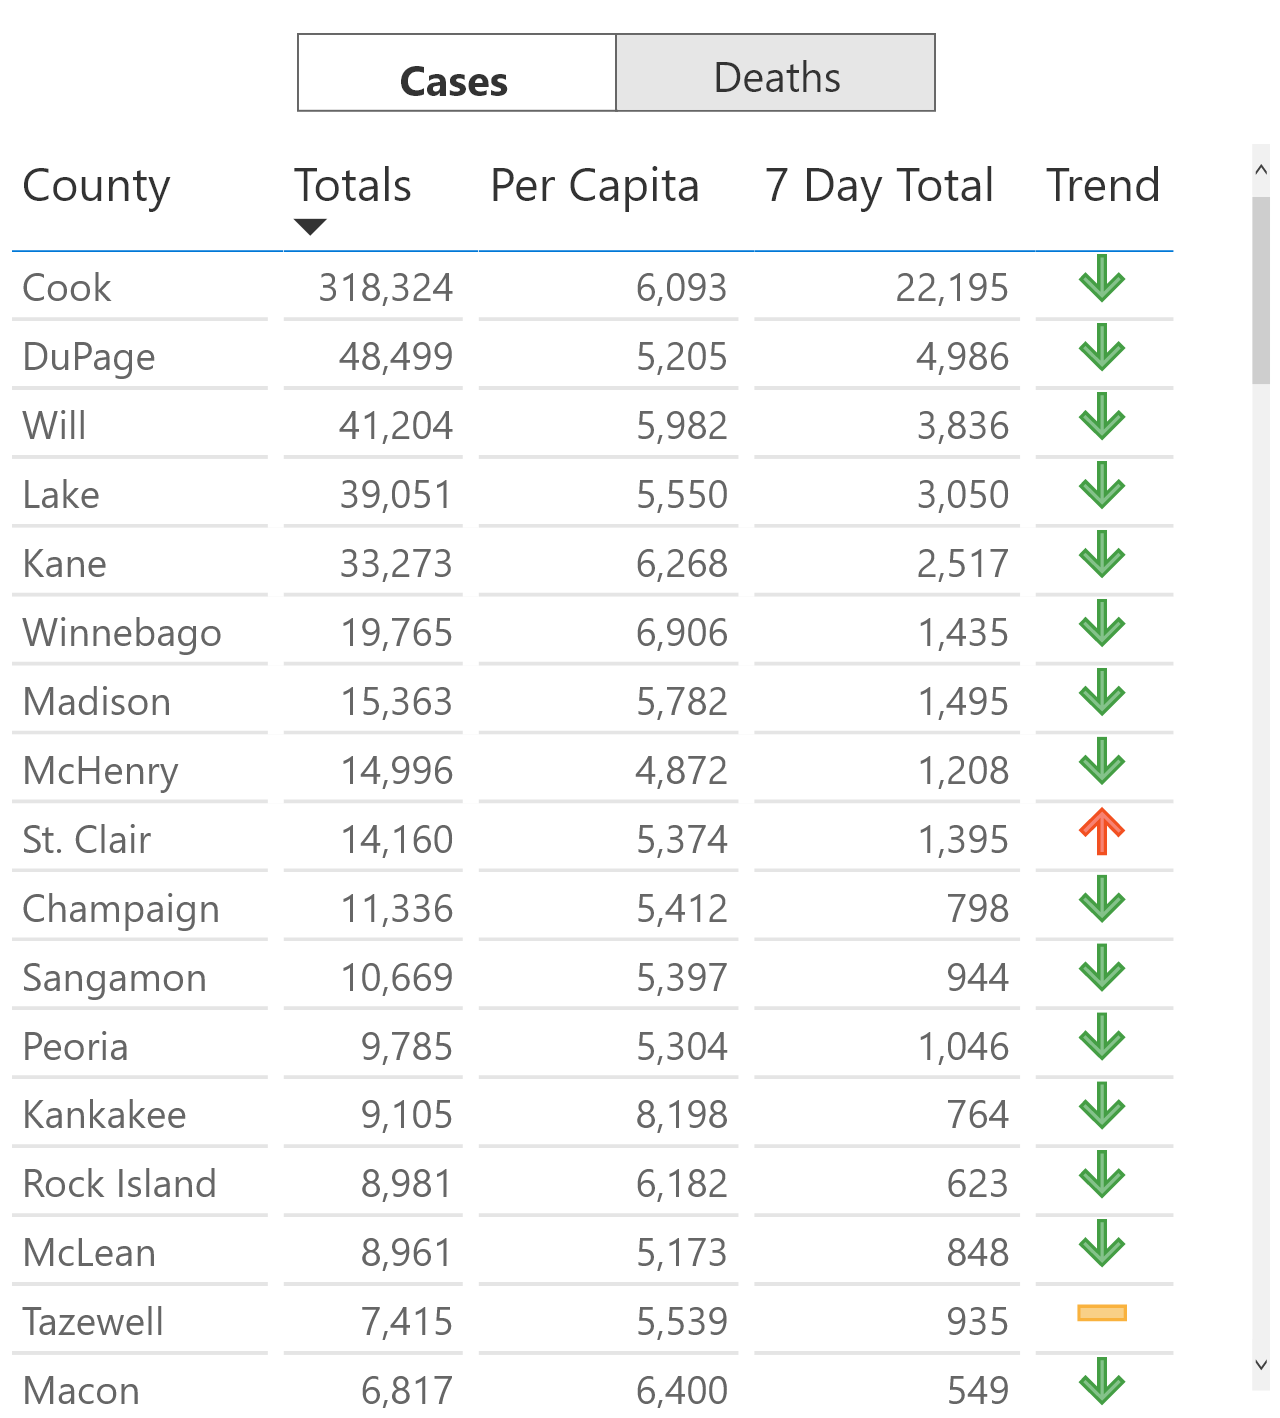 Cases Deaths
County Totals Per Capita 7 Day Total Trend
Cook 318,324 6,093 22,195
DuPage 48,499 5,205 4,986
Will 41,204 5,982 3,836
Lake 39,051 5,550 3,050
Kane 33,273 6,268 2,517
Winnebago 19,765 6,906 1,435
Madison 15,363 5,782 1,495
McHenry 14,996 4,872 1,208
St. Clair 14,160 5,374 1,395
Champaign 11,336 5,412 798
Sangamon 10,669 5,397 944
Peoria 9,785 5,304 1,046
Kankakee 9,105 8,198 764
Rock Island 8,981 6,182 623
McLean 8,961 5,173 848
Tazewell 7,415 5,539 935
Macon 6,817 6,400 549